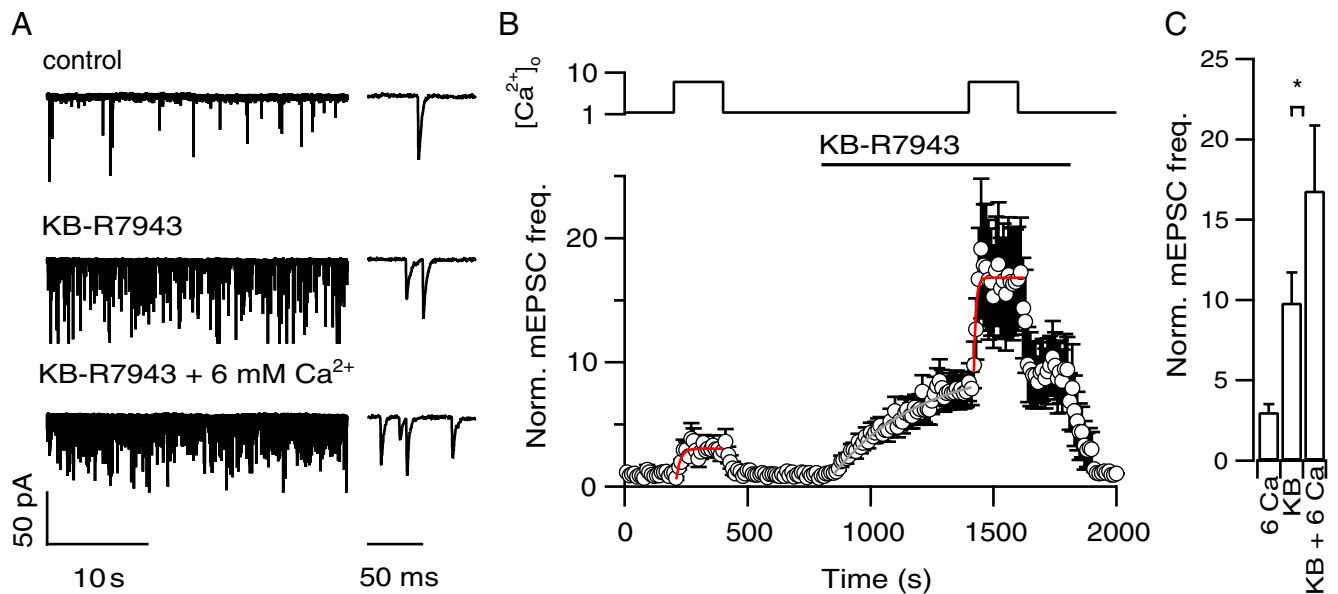 A
control
KB-R7943
KB-R7943 + 6 mM Ca²⁺
50 pA
10 s
50 ms
B
[Ca²⁺]ₒ
10
1
KB-R7943
Norm. mEPSC freq.
20
10
0
0 500 1000 1500 2000
Time (s)
C
Norm. mEPSC freq.
25
20
15
10
5
0
*
6 Ca
KB
KB + 6 Ca